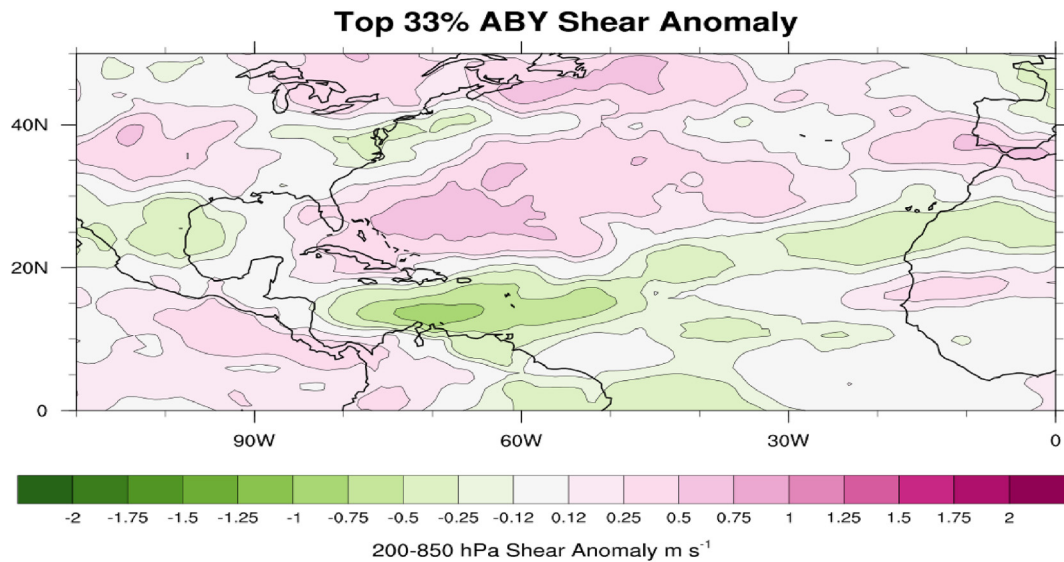 Top 33% ABY Shear Anomaly
40N
20N
0
90W 60W 30W 0
-2 -1.75 -1.5 -1.25 -1 -0.75 -0.5 -0.25 -0.12 0.12 0.25 0.5 0.75 1 1.25 1.5 1.75 2
200-850 hPa Shear Anomaly m s⁻¹